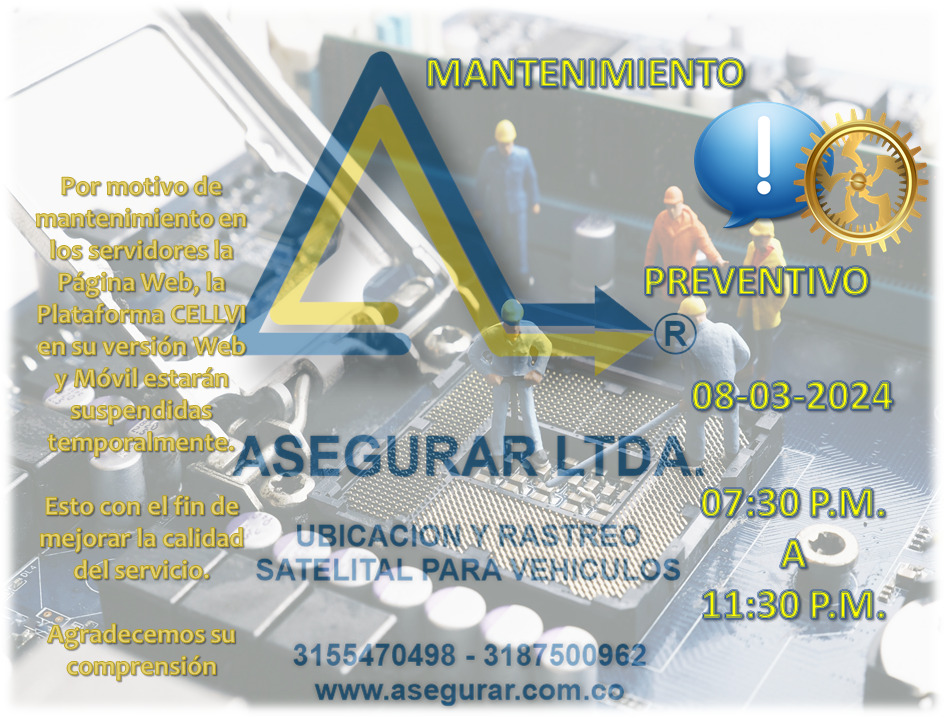 MANTENIMIENTO
PREVENTIVO
08-03-2024
07:30 P.M.
A
11:30 P.M.
Por motivo de
mantenimiento en
los servidores la
Página Web, la
Plataforma CELLVI
en su versión Web
y Móvil estarán
suspendidas
temporalmente.
Esto con el fin de
mejorar la calidad
del servicio.
Agradecemos su
comprensión
®
ASEGURAR LTDA.
UBICACION Y RASTREO
SATELITAL PARA VEHICULOS
3155470498 - 3187500962
www.asegurar.com.co